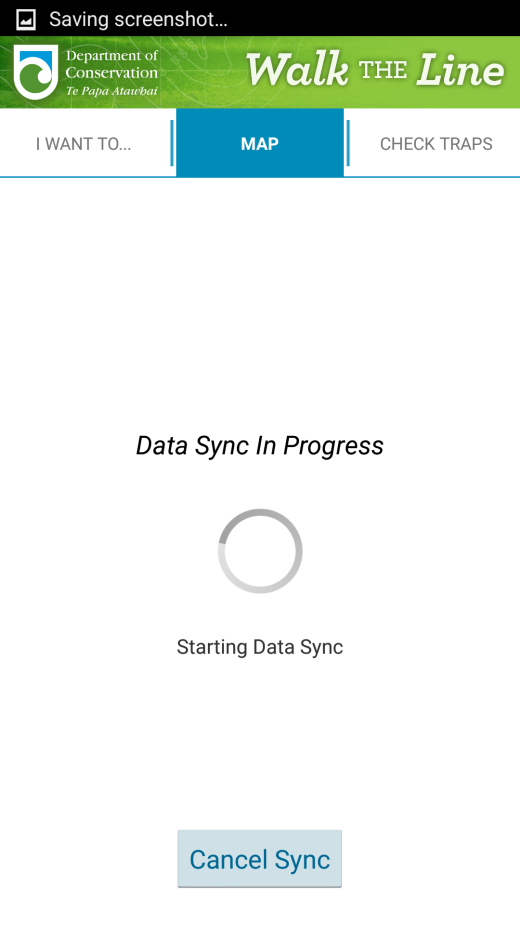 Saving screenshot...
Department of
Conservation
Te Papa Atawhai
Walk THE Line
I WANT TO...
MAP
CHECK TRAPS
Data Sync In Progress
Starting Data Sync
Cancel Sync